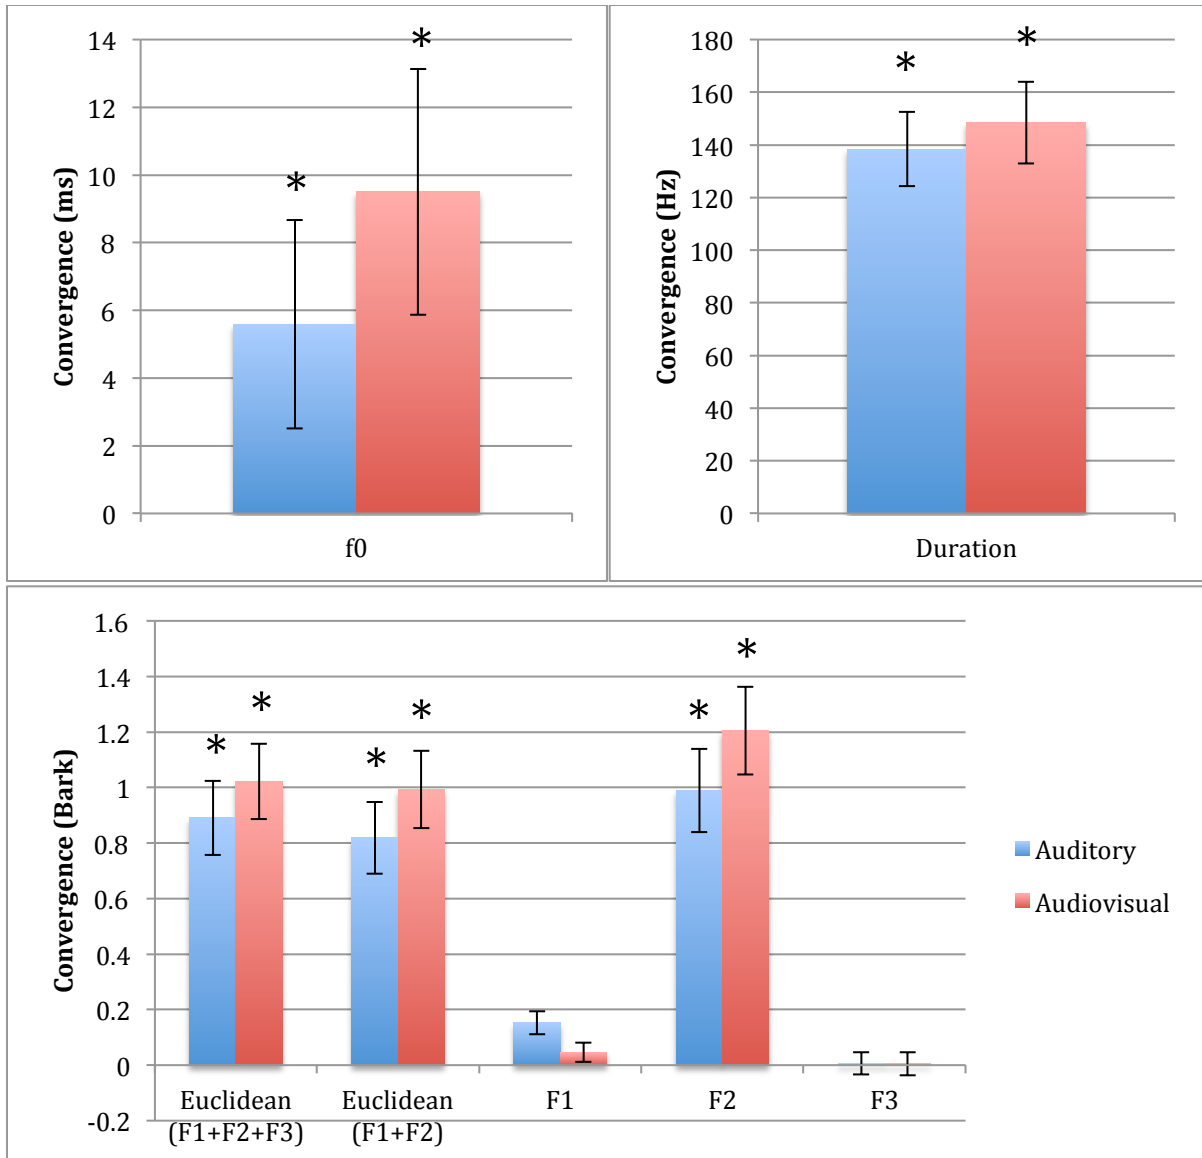 14
12
10
8
6
4
2
0
Convergence (ms)
*
*
f0
180
160
140
120
100
80
60
40
20
0
Convergence (Hz)
*
*
Duration
1.6
1.4
1.2
1
0.8
0.6
0.4
0.2
0
-0.2
Convergence (Bark)
*
*
*
*
*
*
Euclidean
(F1+F2+F3)
Euclidean
(F1+F2)
F1
F2
F3
Auditory
Audiovisual